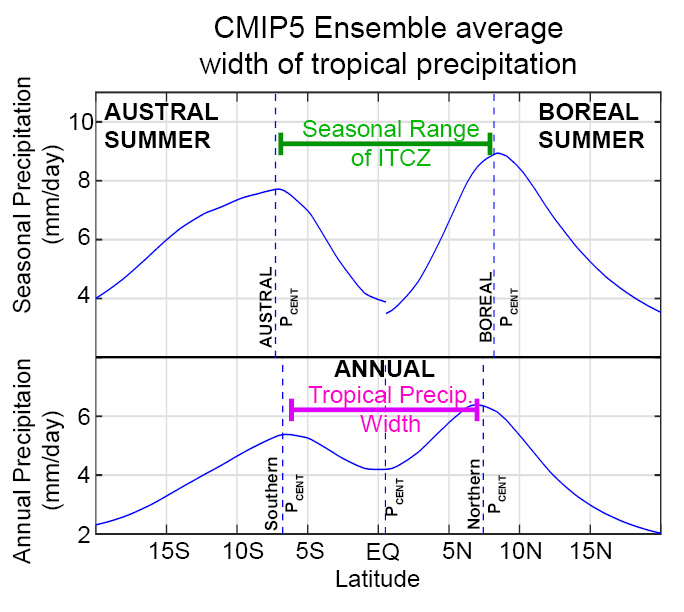 CMIP5 Ensemble average
width of tropical precipitation
Seasonal Precipitation
(mm/day)
10
8
6
4
AUSTRAL
SUMMER
Seasonal Range
of ITCZ
BOREAL
SUMMER
AUSTRAL
PCENT
BOREAL
PCENT
Annual Precipitaion
(mm/day)
6
4
2
ANNUAL
Tropical Precip.
Width
Southern
PCENT
PCENT
Northern
PCENT
15S 10S 5S EQ 5N 10N 15N
Latitude